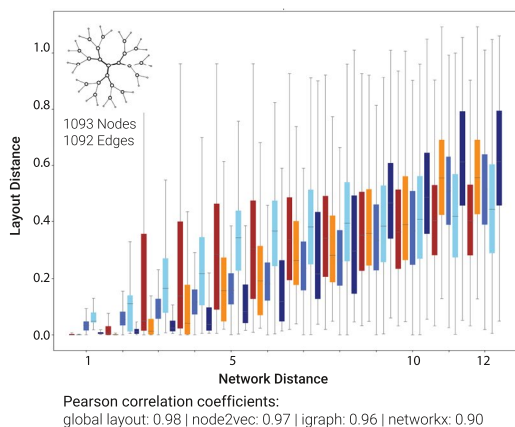 1.0
0.8
0.6
0.4
0.2
0.0
Layout Distance
1093 Nodes
1092 Edges
1
5
10
12
Network Distance
Pearson correlation coefficients:
global layout: 0.98 | node2vec: 0.97 | igraph: 0.96 | networkx: 0.90